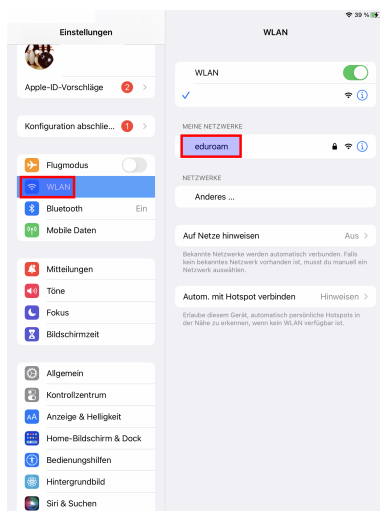 39 %
Einstellungen
WLAN
Apple-ID-Vorschläge 2
Konfiguration abschlie... 1
Flugmodus
WLAN
Bluetooth Ein
Mobile Daten
Mitteilungen
Töne
Fokus
Bildschirmzeit
Allgemein
Kontrollzentrum
AA Anzeige & Helligkeit
Home-Bildschirm & Dock
Bedienungshilfen
Hintergrundbild
Siri & Suchen
WLAN
MEINE NETZWERKE
eduroam
NETZWERKE
Anderes ...
Auf Netze hinweisen Aus
Bekannte Netzwerke werden automatisch verbunden. Falls
kein bekanntes Netzwerk vorhanden ist, musst du manuell ein
Netzwerk auswählen.
Autom. mit Hotspot verbinden Hinweisen
Erlaube diesem Gerät, automatisch persönliche Hotspots in
der Nähe zu erkennen, wenn kein WLAN verfügbar ist.